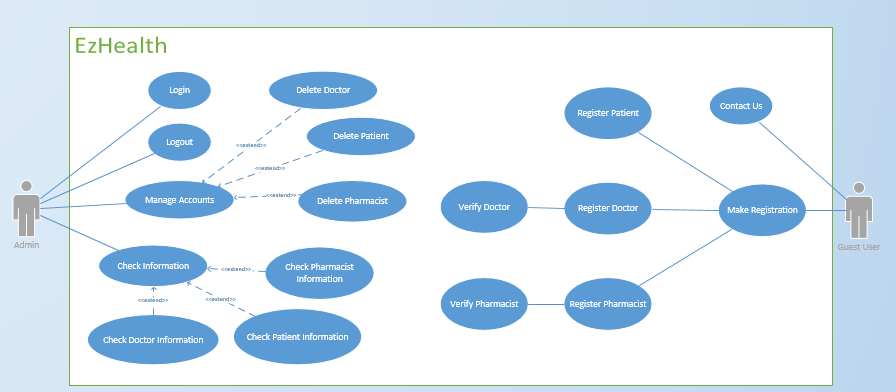 EzHealth
Login
Delete Doctor
Register Patient
Contact Us
Logout
<<extend>>
Delete Patient
<<extend>>
Manage Accounts
<<extend>>
Delete Pharmacist
Verify Doctor
Register Doctor
Make Registration
Admin
Guest User
Check Information
<<extend>>
Check Pharmacist
Information
<<extend>>
<<extend>>
Verify Pharmacist
Register Pharmacist
Check Doctor Information
Check Patient Information